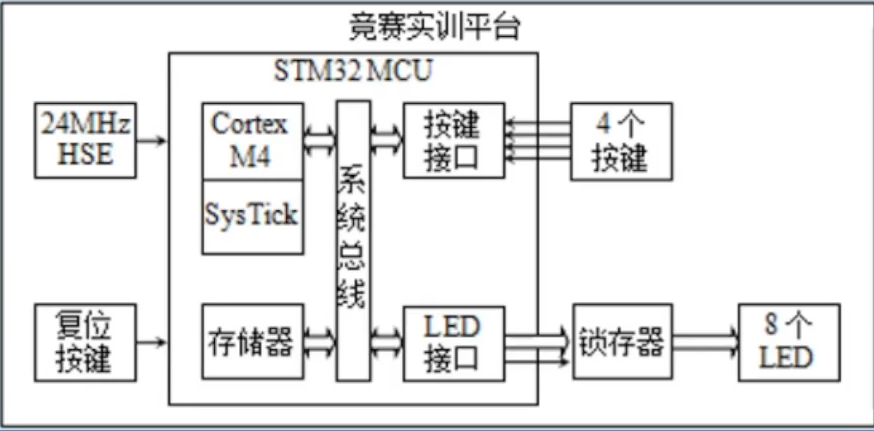 竞赛实训平台
STM32 MCU
24MHz
HSE
Cortex
M4
SysTick
系
统
总
线
按键
接口
4个
按键
复位
按键
存储器
LED
接口
锁存器
8个
LED